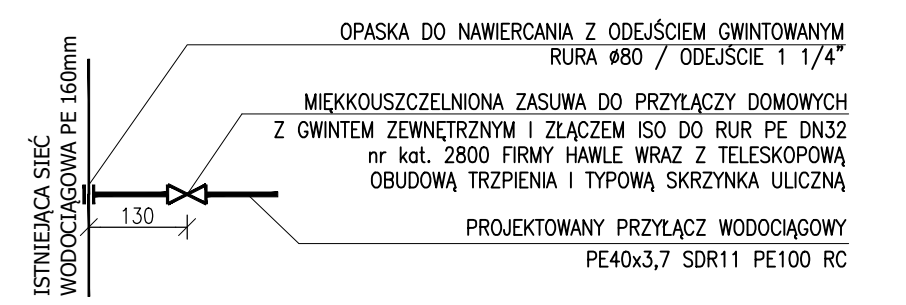 OPASKA DO NAWIERCANIA Z ODEJŚCIEM GWINTOWANYM
RURA ø80 / ODEJŚCIE 1 1/4"
MIĘKKOUSZCZELNIONA ZASUWA DO PRZYŁĄCZY DOMOWYCH
Z GWINTEM ZEWNĘTRZNYM I ZŁĄCZEM ISO DO RUR PE DN32
nr kat. 2800 FIRMY HAWLE WRAZ Z TELESKOPOWĄ
OBUDOWĄ TRZPIENIA I TYPOWĄ SKRZYNKA ULICZNĄ
PROJEKTOWANY PRZYŁĄCZ WODOCIĄGOWY
PE40x3,7 SDR11 PE100 RC
130
ISTNIEJĄCA SIEĆ
WODOCIĄGOWA PE 160mm